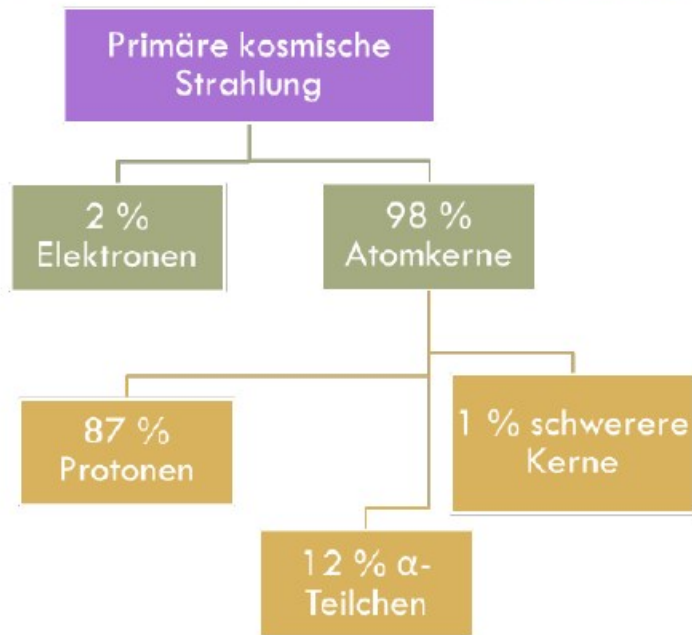 Primäre kosmische
Strahlung
2 %
Elektronen
98 %
Atomkerne
87 %
Protonen
1 % schwerere
Kerne
12 % α-
Teilchen